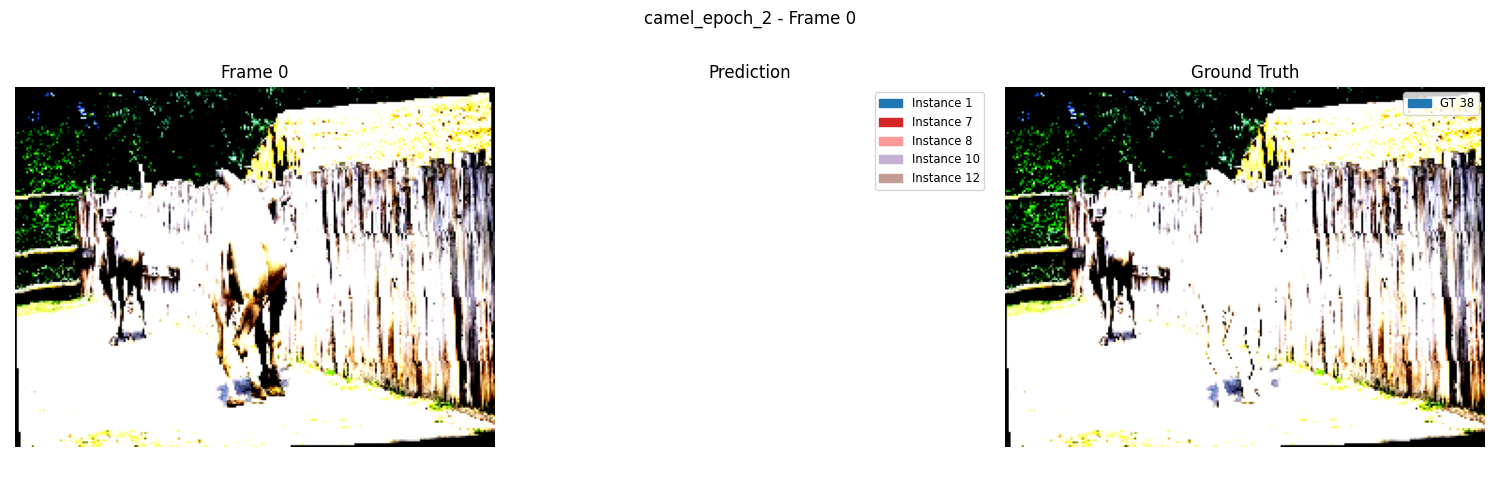 camel_epoch_2 - Frame 0
Frame 0
Prediction
Ground Truth
Instance 1
Instance 7
Instance 8
Instance 10
Instance 12
GT 38